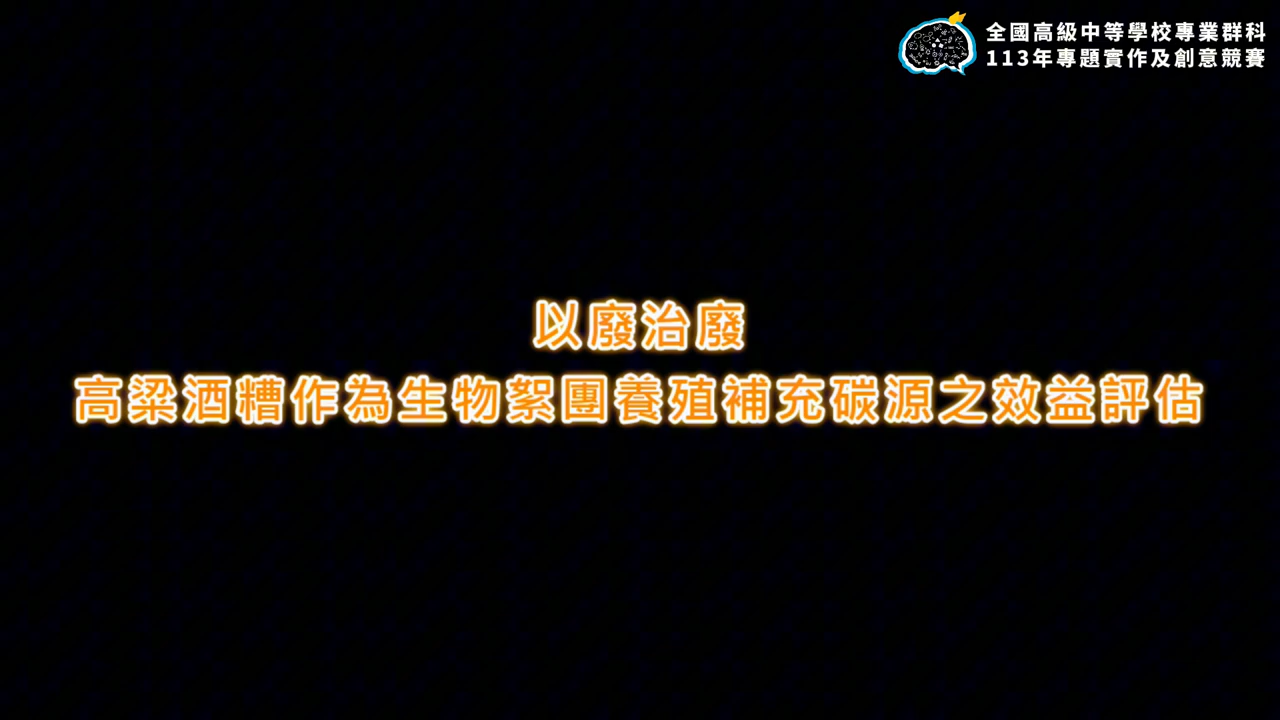 全國高級中等學校專業群科
113年專題實作及創意競賽
以廢治廢
高粱酒糟作為生物絮團養殖補充碳源之效益評估